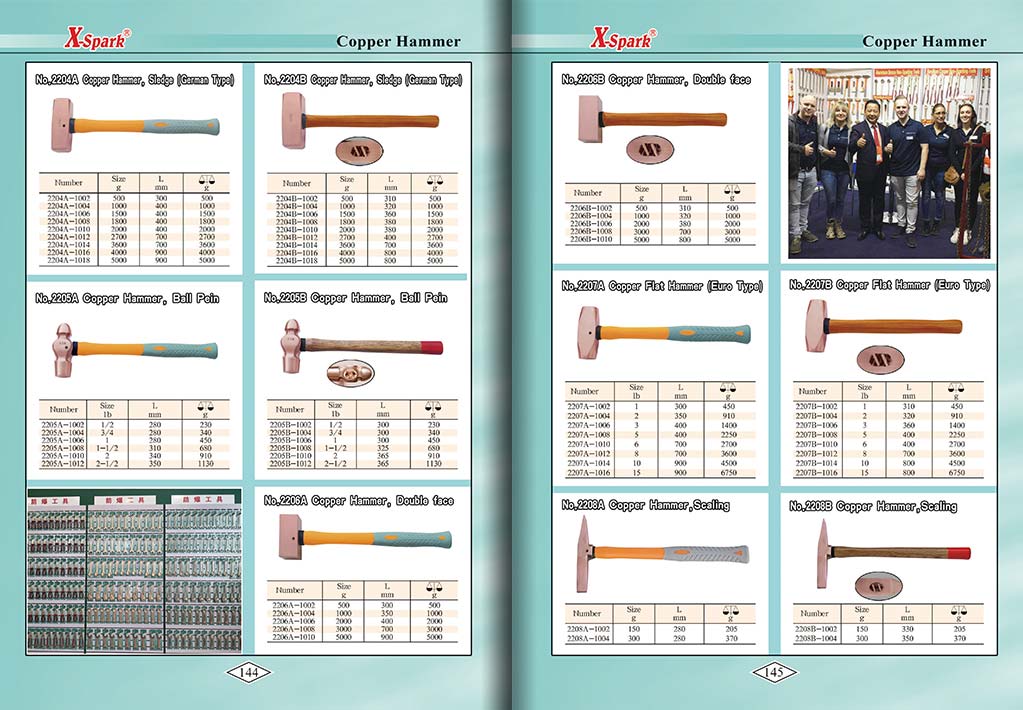 X-Spark®
Copper Hammer
No.2204A Copper Hammer, Sledge (German Type)
Number Size g L mm g
2204A-1002 500 300 500
2204A-1004 1000 400 1000
2204A-1006 1500 400 1500
2204A-1008 1800 400 1800
2204A-1010 2000 400 2000
2204A-1012 2700 700 2700
2204A-1014 3600 700 3600
2204A-1016 4000 900 4000
2204A-1018 5000 900 5000
No.2204B Copper Hammer, Sledge (German Type)
Number Size g L mm g
2204B-1002 500 310 500
2204B-1004 1000 320 1000
2204B-1006 1500 360 1500
2204B-1008 1800 380 1800
2204B-1010 2000 380 2000
2204B-1012 2700 400 2700
2204B-1014 3600 700 3600
2204B-1016 4000 800 4000
2204B-1018 5000 800 5000
No.2205A Copper Hammer, Ball Pein
Number Size lb L mm g
2205A-1002 1/2 280 230
2205A-1004 3/4 280 340
2205A-1006 1 280 450
2205A-1008 1-1/2 310 680
2205A-1010 2 340 910
2205A-1012 2-1/2 350 1130
No.2205B Copper Hammer, Ball Pein
Number Size lb L mm g
2205B-1002 1/2 300 230
2205B-1004 3/4 300 340
2205B-1006 1 300 450
2205B-1008 1-1/2 325 680
2205B-1010 2 365 910
2205B-1012 2-1/2 365 1130
防爆工具
防爆工具
防爆工具
No.2206A Copper Hammer, Double face
Number Size g L mm g
2206A-1002 500 300 500
2206A-1004 1000 350 1000
2206A-1006 2000 400 2000
2206A-1008 3000 700 3000
2206A-1010 5000 900 5000
144
X-Spark®
Copper Hammer
No.2206B Copper Hammer, Double face
Number Size g L mm g
2206B-1002 500 310 500
2206B-1004 1000 320 1000
2206B-1006 2000 380 2000
2206B-1008 3000 700 3000
2206B-1010 5000 800 5000
No.2207A Copper Flat Hammer (Euro Type)
Number Size lb L mm g
2207A-1002 1 300 450
2207A-1004 2 350 910
2207A-1006 3 400 1400
2207A-1008 5 400 2250
2207A-1010 6 700 2700
2207A-1012 8 700 3600
2207A-1014 10 900 4500
2207A-1016 15 900 6750
No.2207B Copper Flat Hammer (Euro Type)
Number Size lb L mm g
2207B-1002 1 310 450
2207B-1004 2 320 910
2207B-1006 3 360 1400
2207B-1008 5 400 2250
2207B-1010 6 700 2700
2207B-1012 8 700 3600
2207B-1014 10 800 4500
2207B-1016 15 800 6750
No.2208A Copper Hammer,Scaling
Number Size g L mm g
2208A-1002 150 280 205
2208A-1004 300 280 370
No.2208B Copper Hammer,Scaling
Number Size g L mm g
2208B-1002 150 330 205
2208B-1004 300 350 370
145